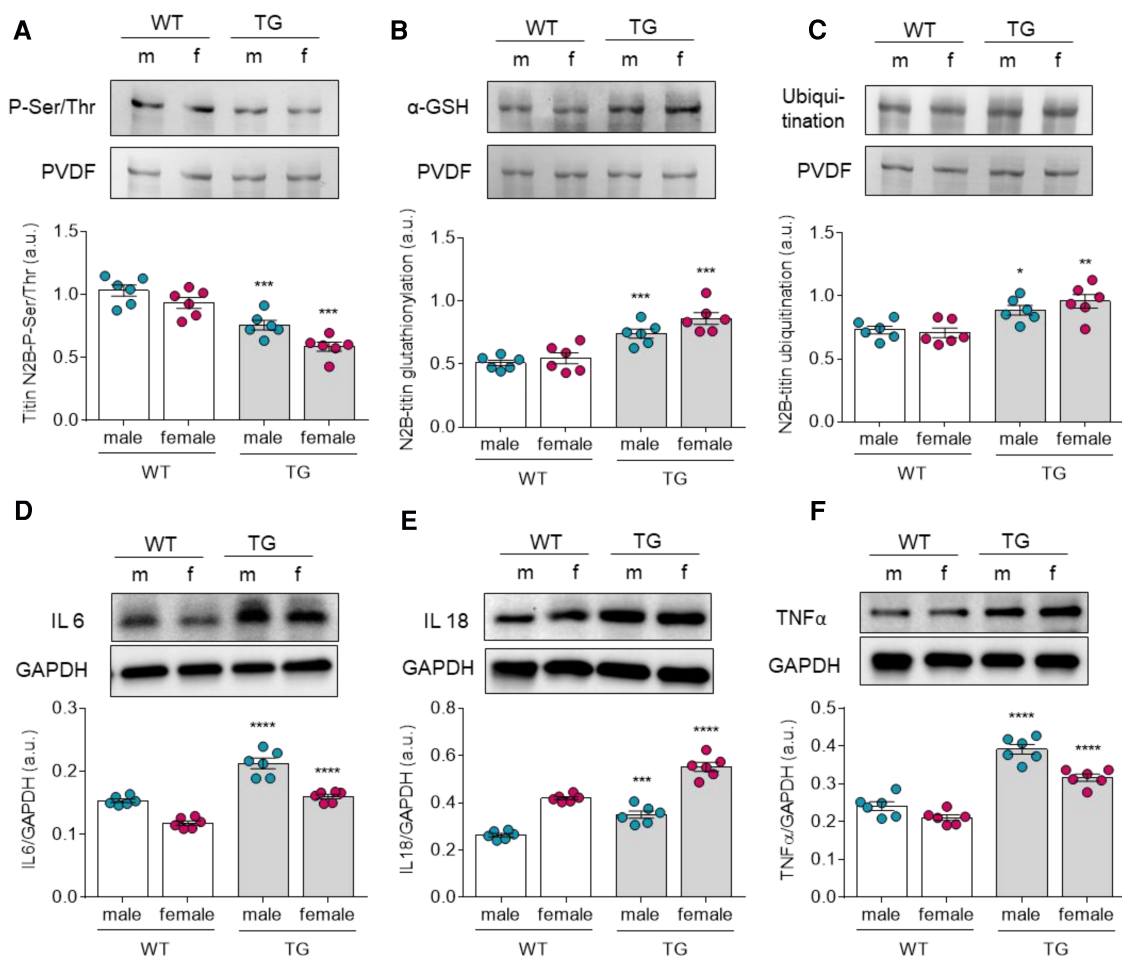 A
WT TG
m f m f
P-Ser/Thr
PVDF
Titin N2B-P-Ser/Thr (a.u.)
1.5
1.0
0.5
0.0
***
***
male female male female
WT TG
B
WT TG
m f m f
α-GSH
PVDF
N2B-titin glutathionylation (a.u.)
1.5
1.0
0.5
0.0
***
***
male female male female
WT TG
C
WT TG
m f m f
Ubiqui-
tination
PVDF
N2B-titin ubiquitination (a.u.)
1.5
1.0
0.5
0.0
*
**
male female male female
WT TG
D
WT TG
m f m f
IL 6
GAPDH
IL6/GAPDH (a.u.)
0.3
0.2
0.1
0.0
****
****
male female male female
WT TG
E
WT TG
m f m f
IL 18
GAPDH
IL18/GAPDH (a.u.)
0.8
0.6
0.4
0.2
0.0
***
****
male female male female
WT TG
F
WT TG
m f m f
TNFα
GAPDH
TNFα/GAPDH (a.u.)
0.5
0.4
0.3
0.2
0.1
0.0
****
****
male female male female
WT TG